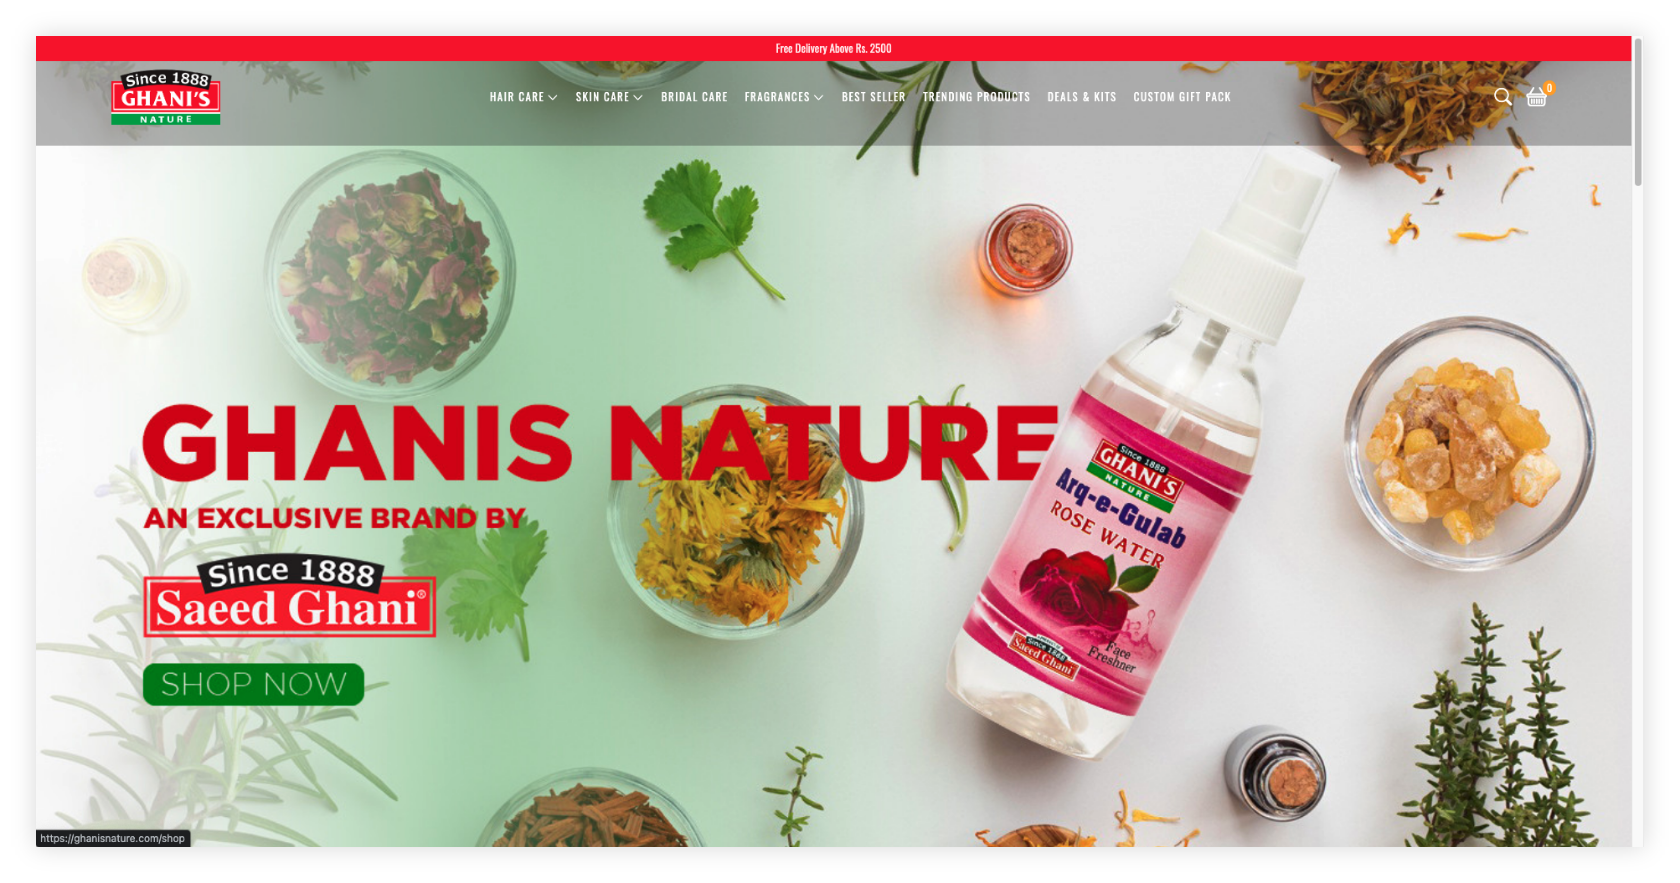 Free Delivery Above Rs. 2500
Since 1888
GHANI'S
NATURE
HAIR CARE SKIN CARE BRIDAL CARE FRAGRANCES BEST SELLER TRENDING PRODUCTS DEALS & KITS CUSTOM GIFT PACK
0
GHANIS NATURE
AN EXCLUSIVE BRAND BY
Since 1888
Saeed Ghani®
SHOP NOW
Since 1888
GHANI'S
NATURE
Arq-e-Gulab
ROSE WATER
Since 1888
Saeed Ghani
Face
Freshner
https://ghanisnature.com/shop